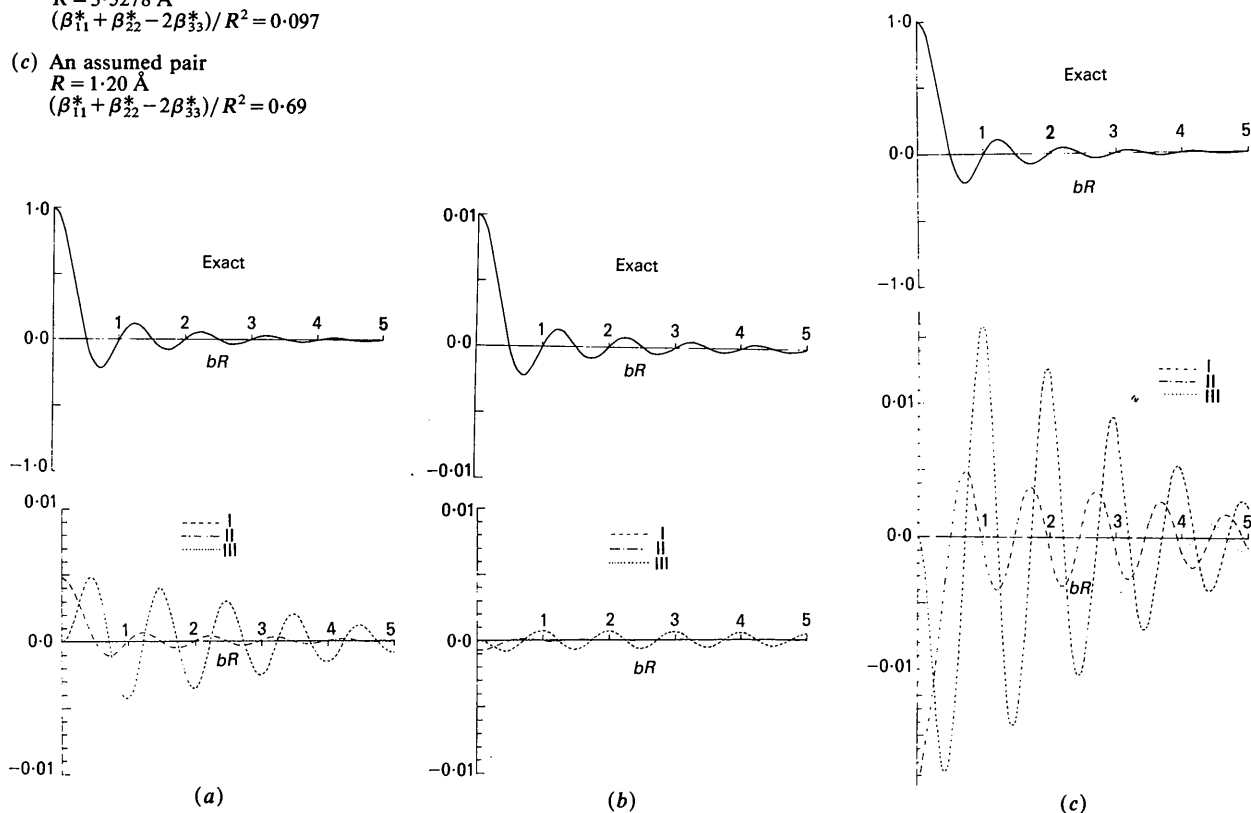 (β*11+β*22−2β*33)/R²=0·097
(c) An assumed pair
R=1·20 Å
(β*11+β*22−2β*33)/R²=0·69
1·0
Exact
0·0
1 2 3 4 5
bR
−1·0
0·01
I
II
III
0·0
1 2 3 4 5
bR
−0·01
(a)
0·01
Exact
0·0
1 2 3 4 5
bR
−0·01
0·01
I
II
III
0·0
1 2 3 4 5
bR
−0·01
(b)
1·0
Exact
0·0
1 2 3 4 5
bR
−1·0
I
II
III
0·01
0·0
1 2 3 4 5
bR
−0·01
(c)